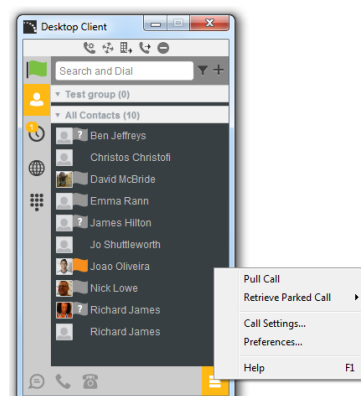 Desktop Client
Search and Dial
Test group (0)
All Contacts (10)
? Ben Jeffreys
Christos Christofi
David McBride
Emma Rann
? James Hilton
Jo Shuttleworth
Joao Oliveira
Nick Lowe
? Richard James
Richard James
Pull Call
Retrieve Parked Call
Call Settings...
Preferences...
Help F1